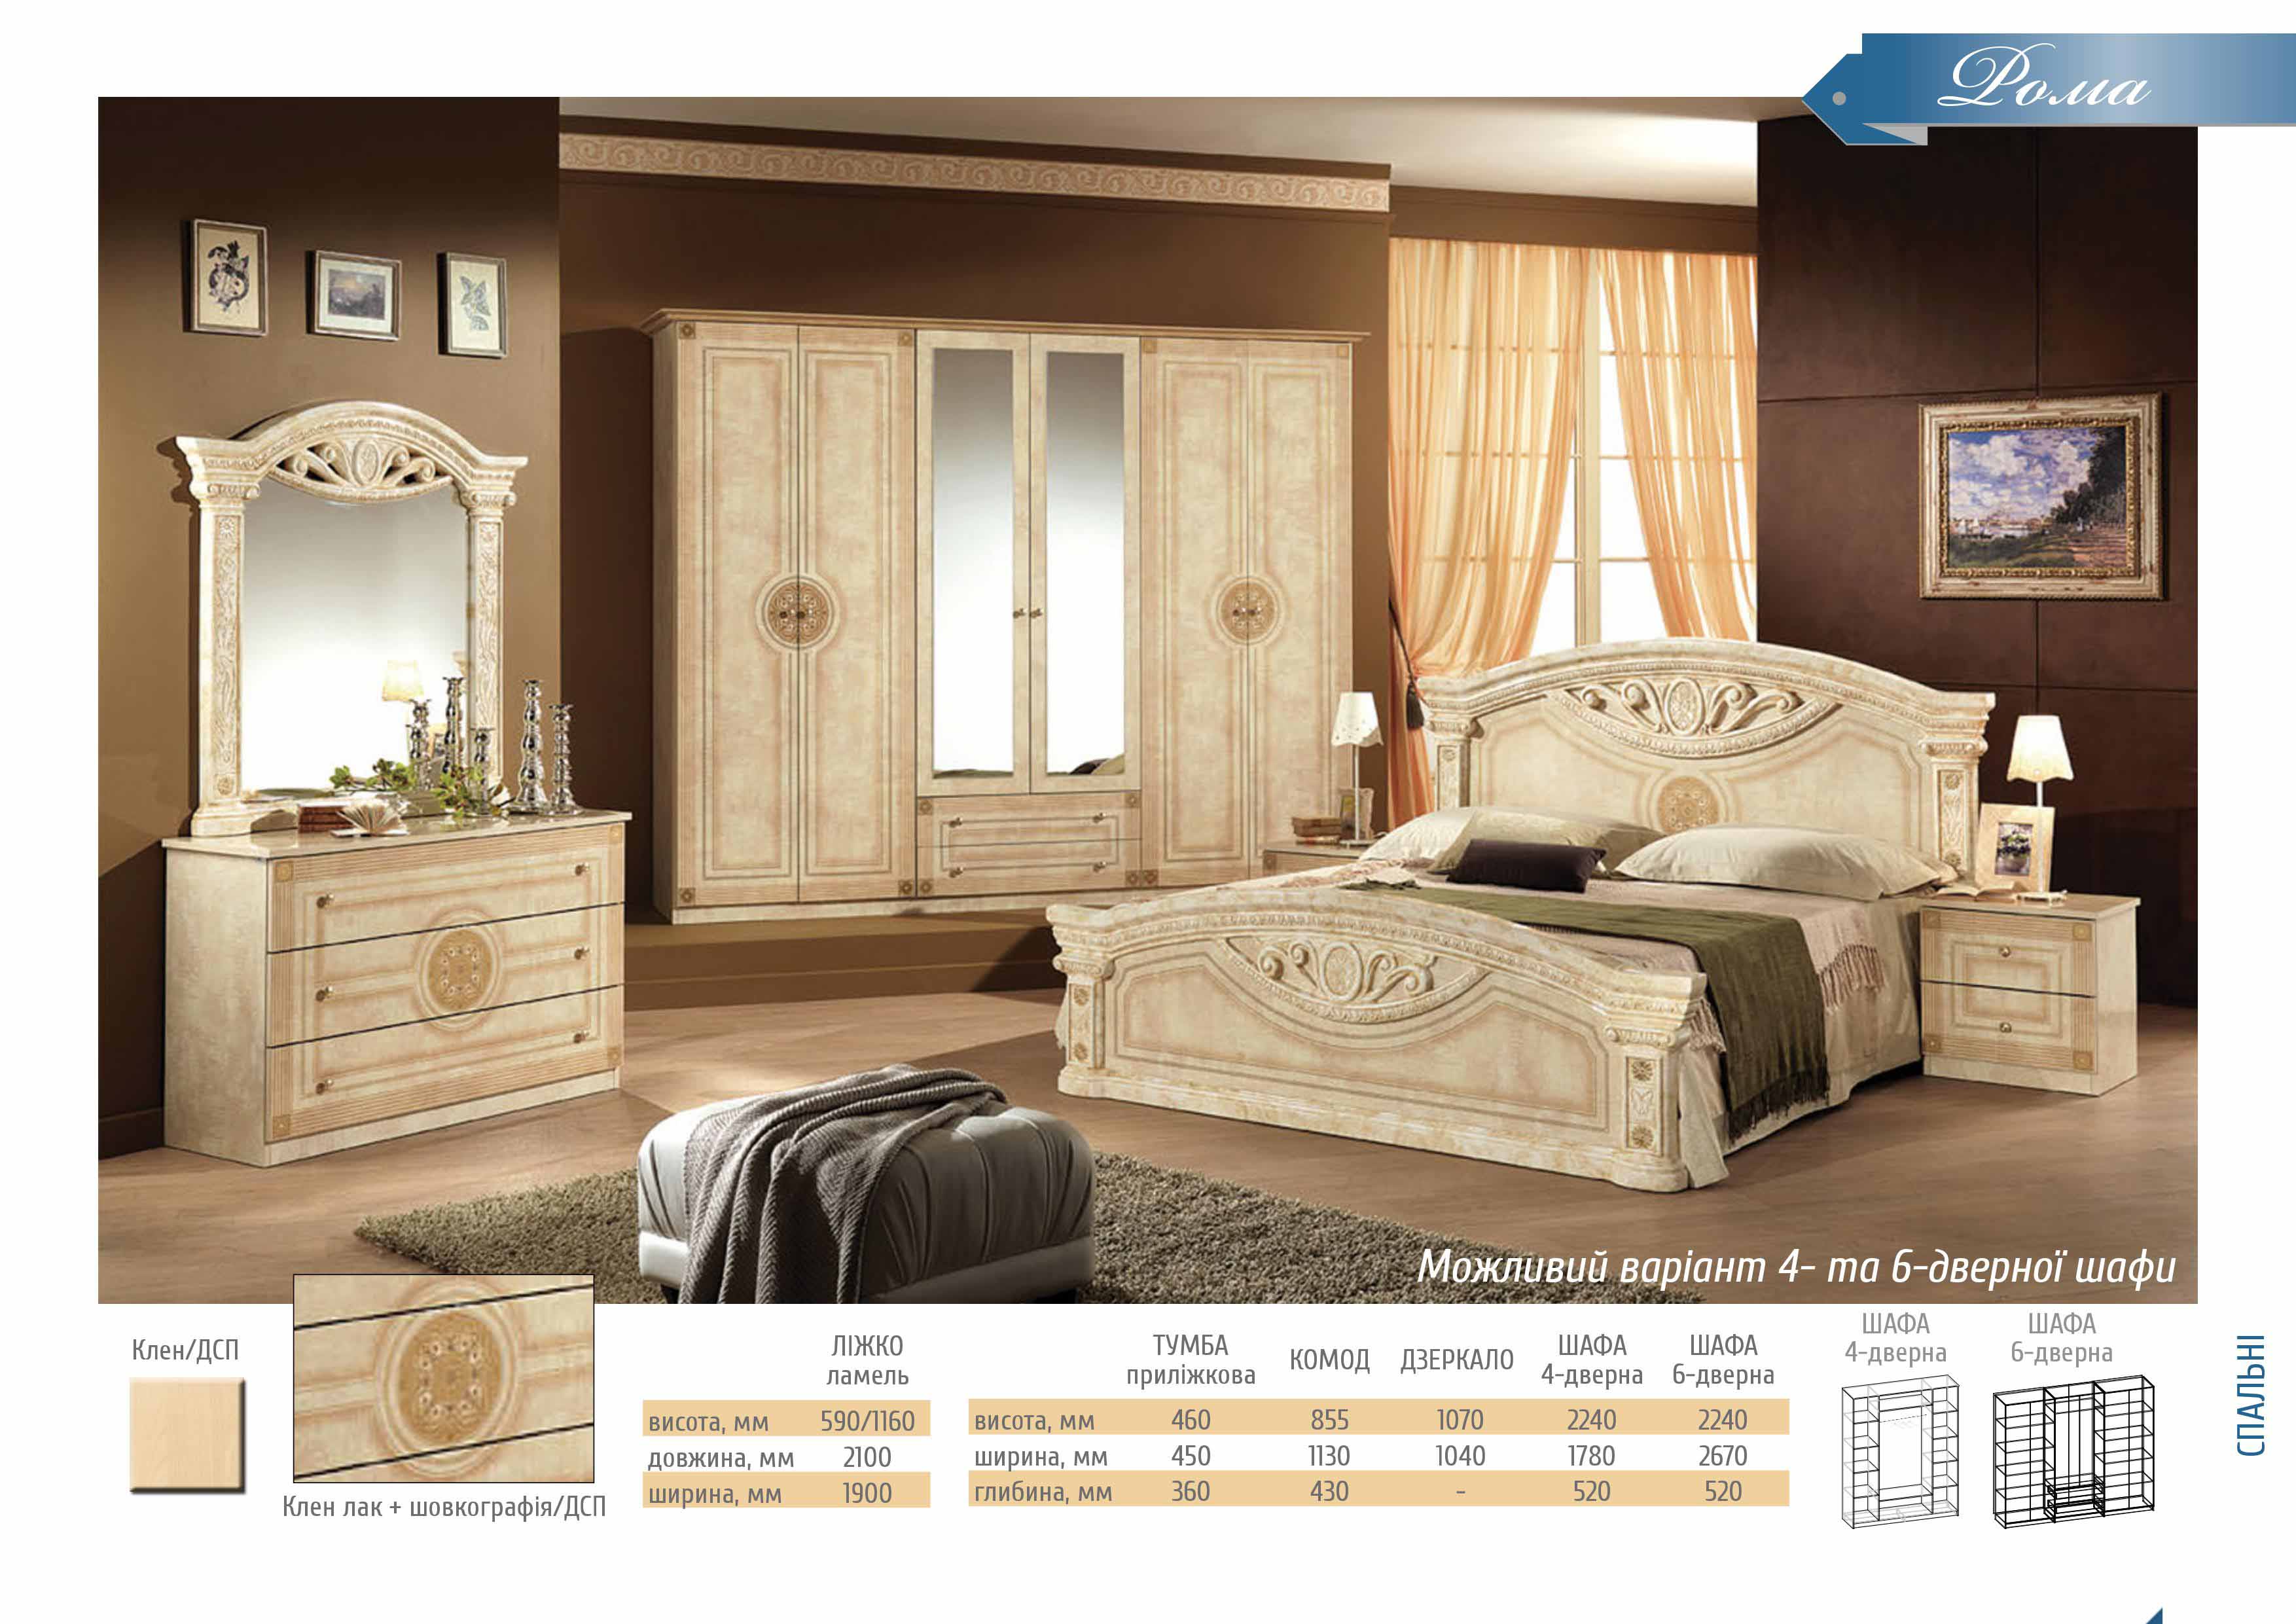 Рома
Можливий варіант 4- та 6-дверної шафи
Клен/ДСП
Клен лак + шовкографія/ДСП
ЛІЖКО
ламель
висота, мм 590/1160
довжина, мм 2100
ширина, мм 1900
ТУМБА
приліжкова
КОМОД
ДЗЕРКАЛО
ШАФА
4-дверна
ШАФА
6-дверна
висота, мм 460 855 1070 2240 2240
ширина, мм 450 1130 1040 1780 2670
глибина, мм 360 430 - 520 520
ШАФА
4-дверна
ШАФА
6-дверна
СПАЛЬНІ